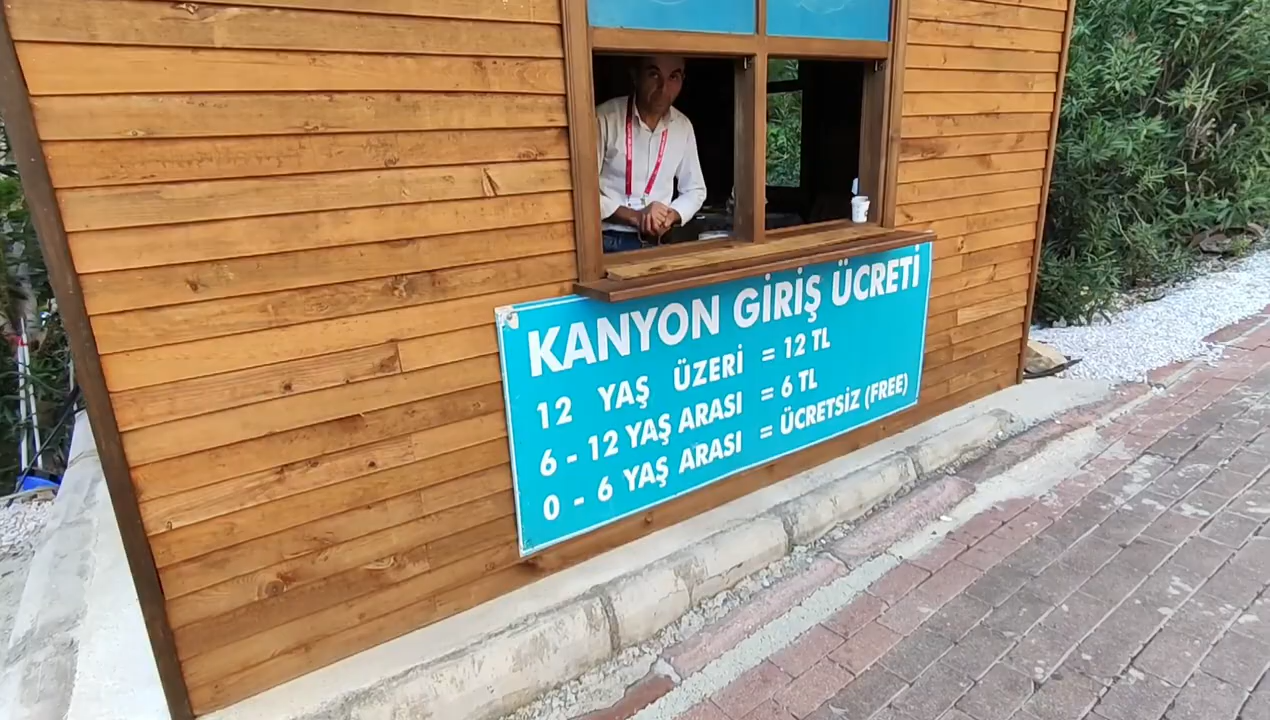 KANYON GİRİŞ ÜCRETİ
12 YAŞ ÜZERİ = 12 TL
6 - 12 YAŞ ARASI = 6 TL
0 - 6 YAŞ ARASI = ÜCRETSİZ (FREE)